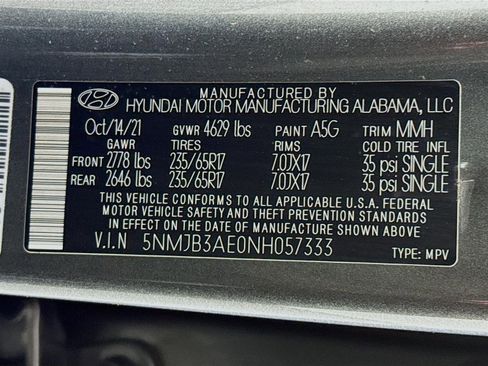 MANUFACTURED BY
HYUNDAI MOTOR MANUFACTURING ALABAMA, LLC
Oct/14/21 GVWR 4629 lbs PAINT A5G TRIM MMH
GAWR TIRES RIMS COLD TIRE INFL
FRONT 2778 lbs 235/65R17 7.0JX17 35 psi SINGLE
REAR 2646 lbs 235/65R17 7.0JX17 35 psi SINGLE
THIS VEHICLE CONFORMS TO ALL APPLICABLE U.S.A. FEDERAL
MOTOR VEHICLE SAFETY AND THEFT PREVENTION STANDARDS
IN EFFECT ON THE DATE OF MANUFACTURE SHOWN ABOVE
V.I.N 5NMJB3AE0NH057333 TYPE: MPV